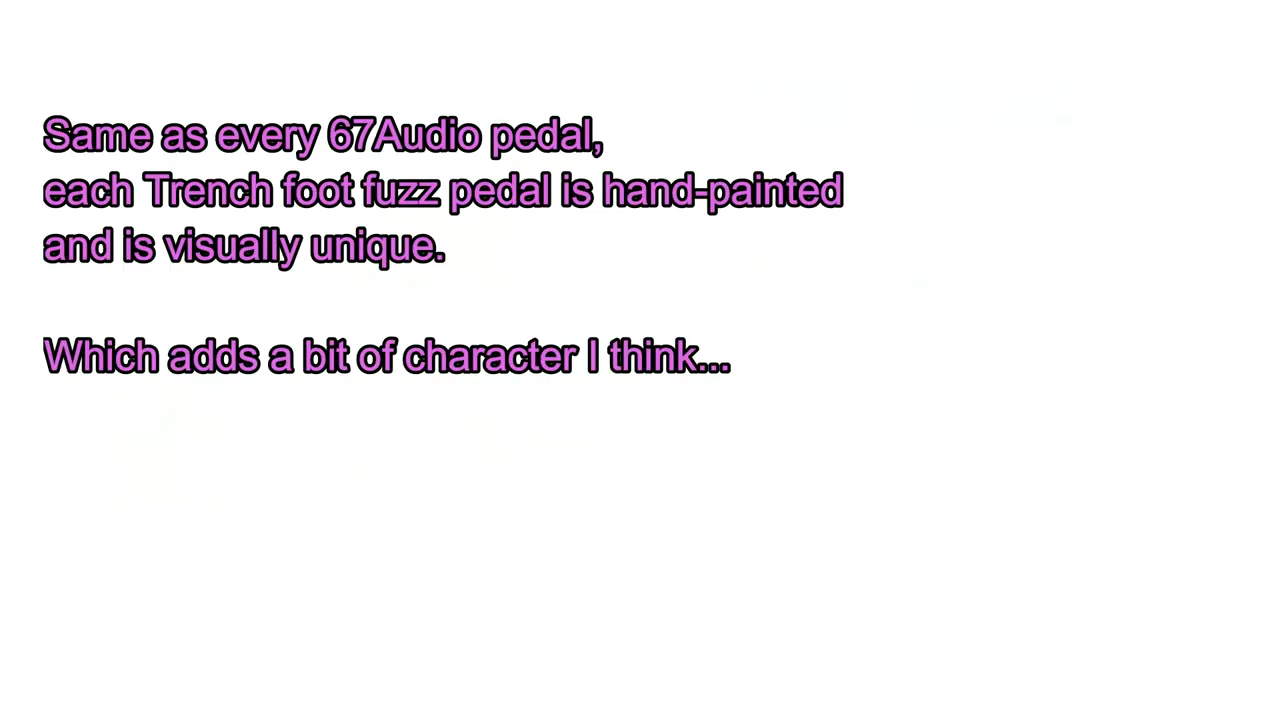 Same as every 67Audio pedal,
each Trench foot fuzz pedal is hand-painted
and is visually unique.
Which adds a bit of character I think...